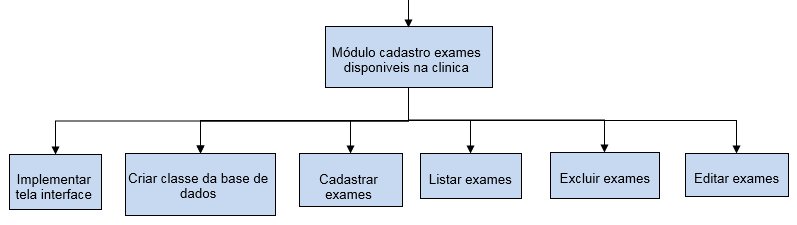 Módulo cadastro exames
disponiveis na clinica
Implementar
tela interface
Criar classe da base de
dados
Cadastrar
exames
Listar exames
Excluir exames
Editar exames